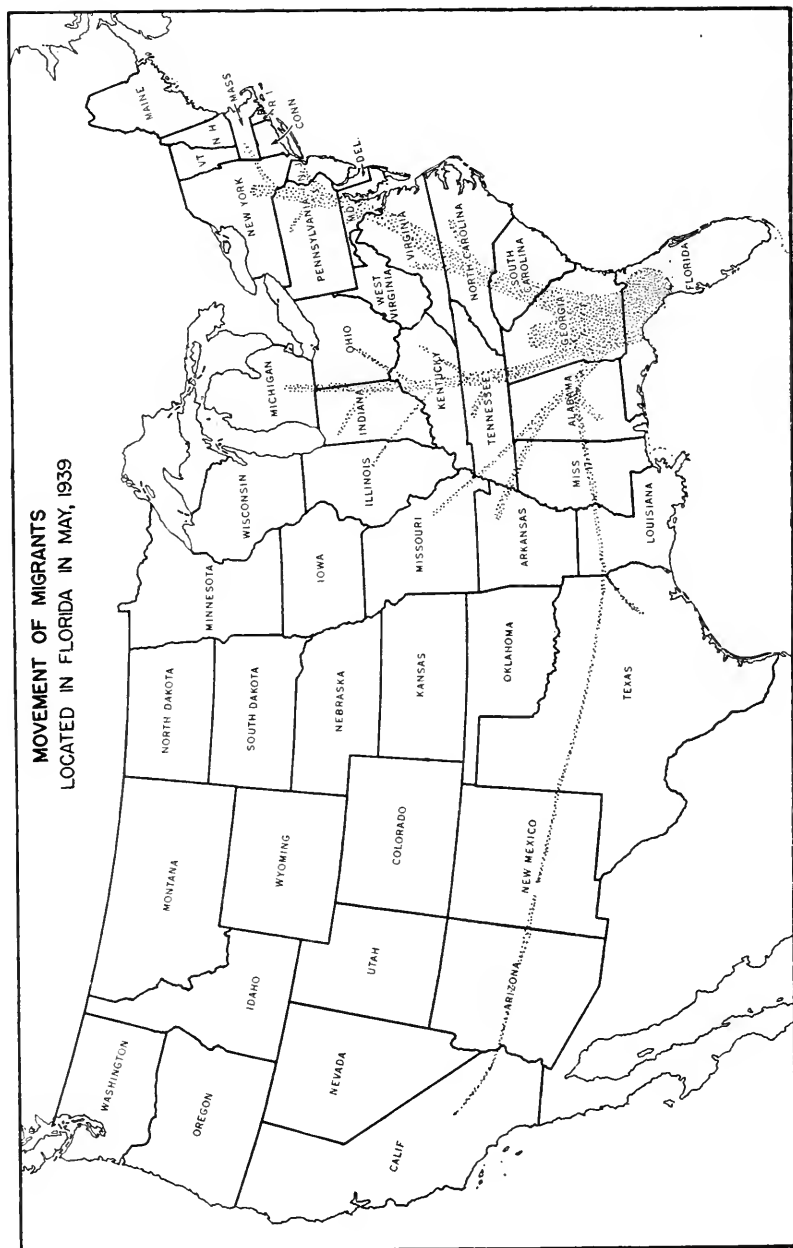 MOVEMENT OF MIGRANTS
LOCATED IN FLORIDA IN MAY, 1939
WASHINGTON
OREGON
CALIF
NEVADA
IDAHO
MONTANA
WYOMING
UTAH
COLORADO
ARIZONA
NEW MEXICO
NORTH DAKOTA
SOUTH DAKOTA
NEBRASKA
KANSAS
OKLAHOMA
TEXAS
MINNESOTA
IOWA
MISSOURI
ARKANSAS
LOUISIANA
WISCONSIN
ILLINOIS
MISS
MICHIGAN
INDIANA
OHIO
KENTUCKY
TENNESSEE
ALABAMA
GEORGIA
FLORIDA
SOUTH
CAROLINA
NORTH CAROLINA
VIRGINIA
WEST
VIRGINIA
MD
DEL.
PENNSYLVANIA
NEW YORK
VT
N H
MAINE
MASS
R I
CONN